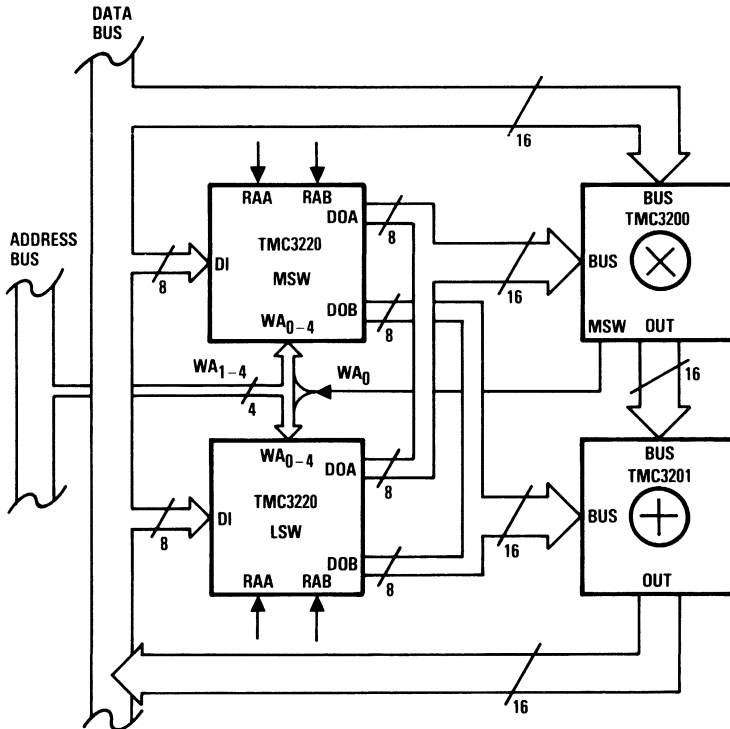 DATA
BUS
16
RAA RAB
DOA
TMC3220
MSW
DI
8
8
DOB
8
WA0–4
ADDRESS
BUS
BUS
TMC3200
BUS
16
MSW OUT
16
WA1–4
4
WA0
WA0–4
DOA
8
TMC3220
LSW
DI
8
DOB
8
RAA RAB
BUS
TMC3201
BUS
16
OUT
16